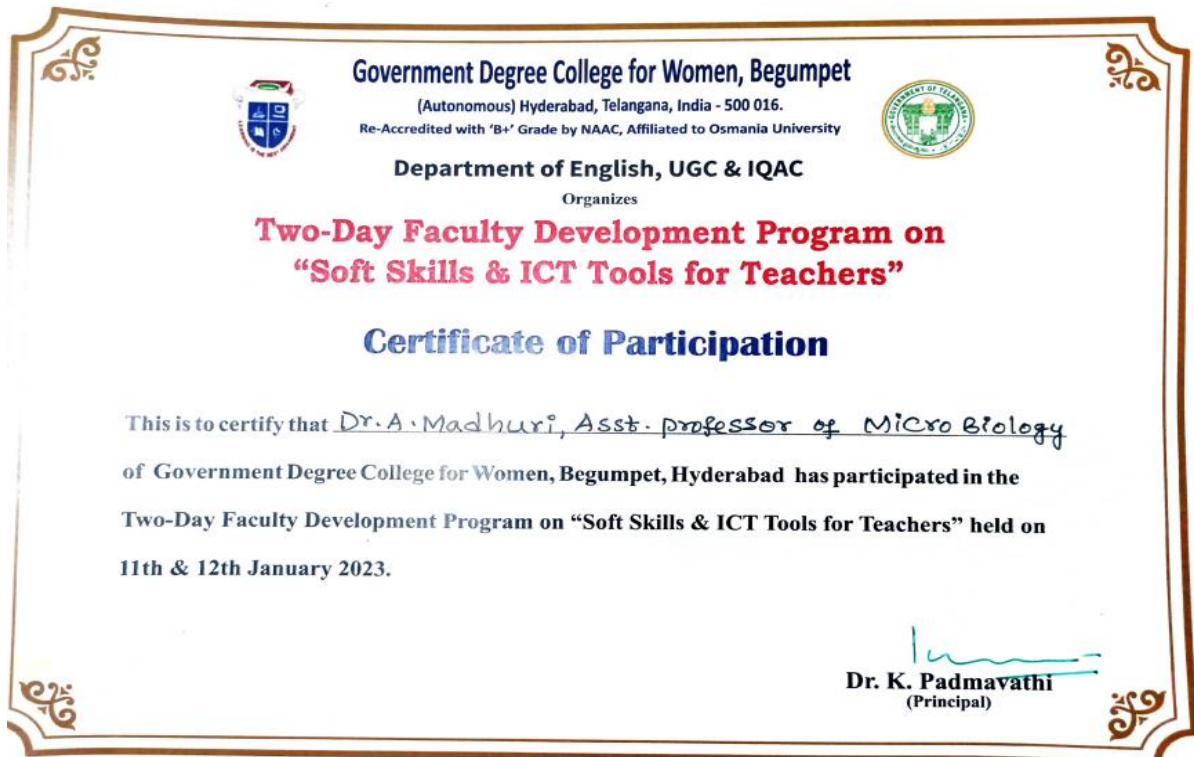 Government Degree College for Women, Begumpet
(Autonomous) Hyderabad, Telangana, India - 500 016.
Re-Accredited with 'B+' Grade by NAAC, Affiliated to Osmania University
Department of English, UGC & IQAC
Organizes
Two-Day Faculty Development Program on
“Soft Skills & ICT Tools for Teachers”
Certificate of Participation
This is to certify that Dr. A. Madhuri, Asst. professor of Micro Biology
of Government Degree College for Women, Begumpet, Hyderabad has participated in the
Two-Day Faculty Development Program on “Soft Skills & ICT Tools for Teachers” held on
11th & 12th January 2023.
Dr. K. Padmavathi
(Principal)